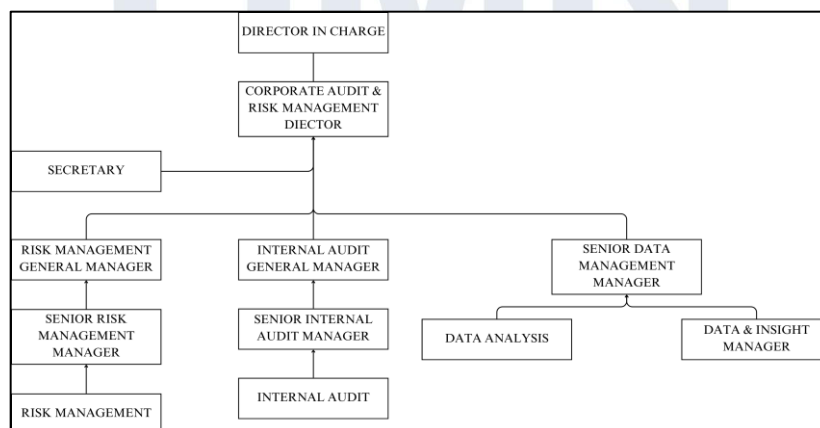 DIRECTOR IN CHARGE
CORPORATE AUDIT &
RISK MANAGEMENT
DIECTOR
SECRETARY
RISK MANAGEMENT
GENERAL MANAGER
INTERNAL AUDIT
GENERAL MANAGER
SENIOR DATA
MANAGEMENT
MANAGER
SENIOR RISK
MANAGEMENT
MANAGER
SENIOR INTERNAL
AUDIT MANAGER
DATA ANALYSIS
DATA & INSIGHT
MANAGER
RISK MANAGEMENT
INTERNAL AUDIT